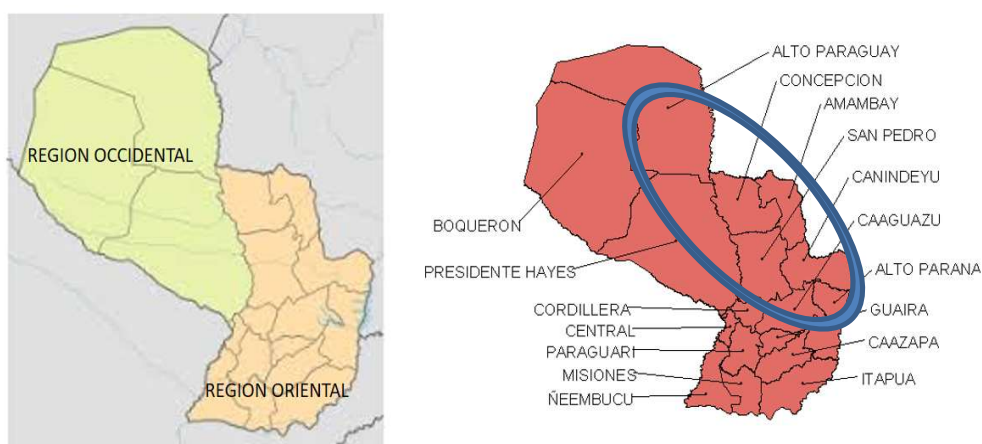 REGION OCCIDENTAL
REGION ORIENTAL
ALTO PARAGUAY
CONCEPCION
AMAMBAY
SAN PEDRO
CANINDEYU
CAAGUAZU
ALTO PARANA
GUAIRA
CAAZAPA
ITAPUA
BOQUERON
PRESIDENTE HAYES
CORDILLERA
CENTRAL
PARAGUARI
MISIONES
ÑEEMBUCU